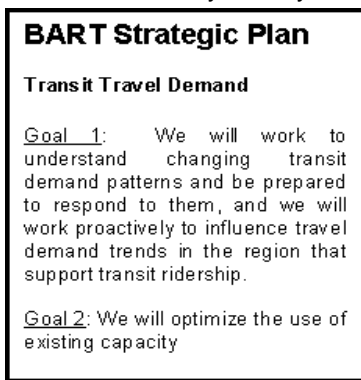 BART Strategic Plan
Transit Travel Demand
Goal 1: We will work to
understand changing transit
demand patterns and be prepared
to respond to them, and we will
work proactively to influence travel
demand trends in the region that
support transit ridership.
Goal 2: We will optimize the use of
existing capacity